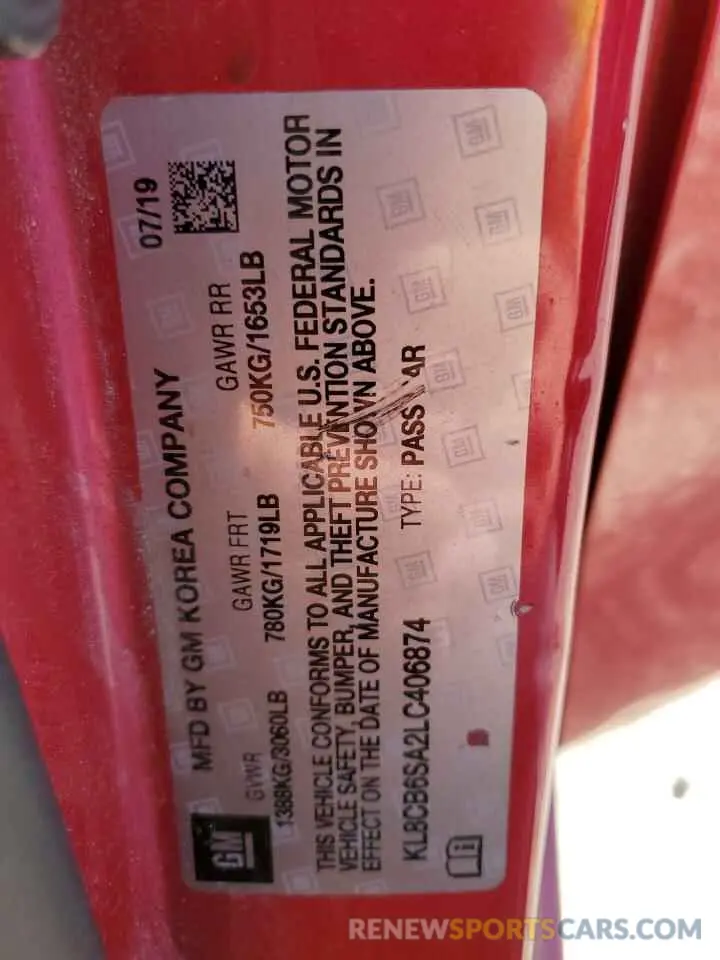 MFD BY GM KOREA COMPANY 07/19
GM
GVWR GAWR FRT GAWR RR
1388KG/3060LB 780KG/1719LB 750KG/1653LB
THIS VEHICLE CONFORMS TO ALL APPLICABLE U.S. FEDERAL MOTOR
VEHICLE SAFETY, BUMPER, AND THEFT PREVENTION STANDARDS IN
EFFECT ON THE DATE OF MANUFACTURE SHOWN ABOVE.
KL8CB6SA2LC406874 TYPE: PASS AR
RENEWSPORTSCARS.COM